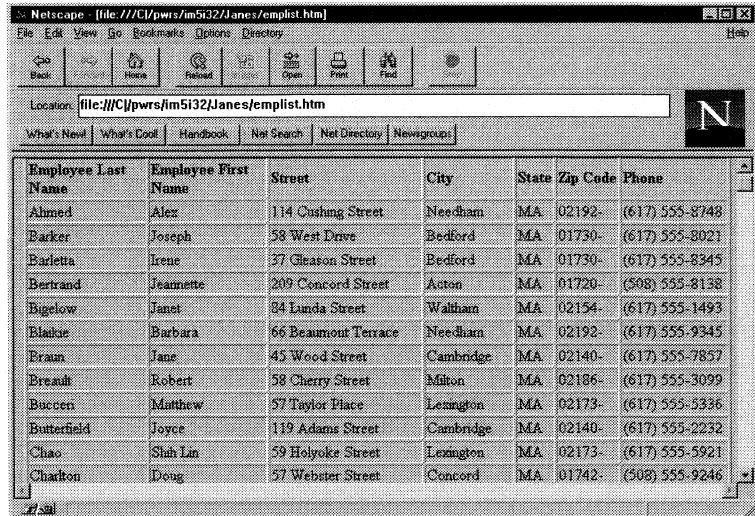 Netscape - [file:///C|/pwrs/im5i32/Janes/emplist.htm]
File Edit View Go Bookmarks Options Directory Help
Back Forward Home Reload Images Open Print Find Stop
Location: file:///C|/pwrs/im5i32/Janes/emplist.htm
N
What's New! What's Cool! Handbook Net Search Net Directory Newsgroups
Employee Last Name Employee First Name Street City State Zip Code Phone
Ahmed Alex 114 Cushing Street Needham MA 02192- (617) 555-8748
Barker Joseph 58 West Drive Bedford MA 01730- (617) 555-8021
Barletta Irene 37 Gleason Street Bedford MA 01730- (617) 555-8345
Bertrand Jeannette 209 Concord Street Acton MA 01720- (508) 555-8138
Bigelow Janet 84 Lunda Street Waltham MA 02154- (617) 555-1493
Blaikie Barbara 66 Beaumont Terrace Needham MA 02192- (617) 555-9345
Braun Jane 45 Wood Street Cambridge MA 02140- (617) 555-7857
Breault Robert 58 Cherry Street Milton MA 02186- (617) 555-3099
Bucceri Matthew 57 Taylor Place Lexington MA 02173- (617) 555-5336
Butterfield Joyce 119 Adams Street Cambridge MA 02140- (617) 555-2232
Chao Shih Lin 59 Holyoke Street Lexington MA 02173- (617) 555-5921
Charlton Doug 57 Webster Street Concord MA 01742- (508) 555-9246